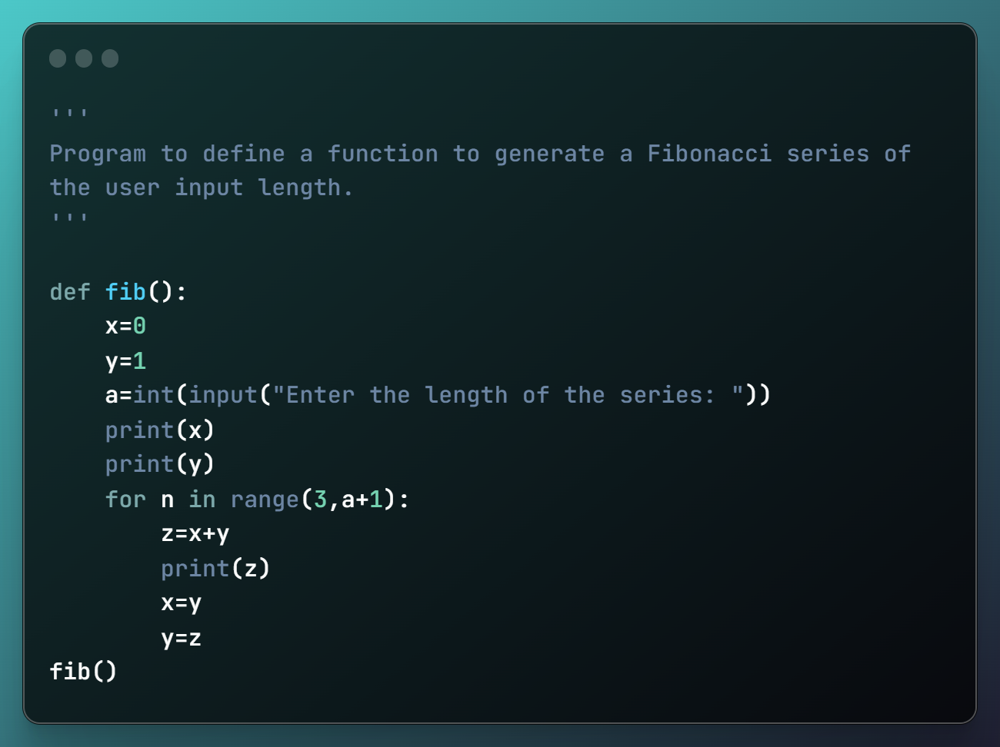 '''
Program to define a function to generate a Fibonacci series of
the user input length.
'''

def fib():
    x=0
    y=1
    a=int(input("Enter the length of the series: "))
    print(x)
    print(y)
    for n in range(3,a+1):
        z=x+y
        print(z)
        x=y
        y=z
fib()